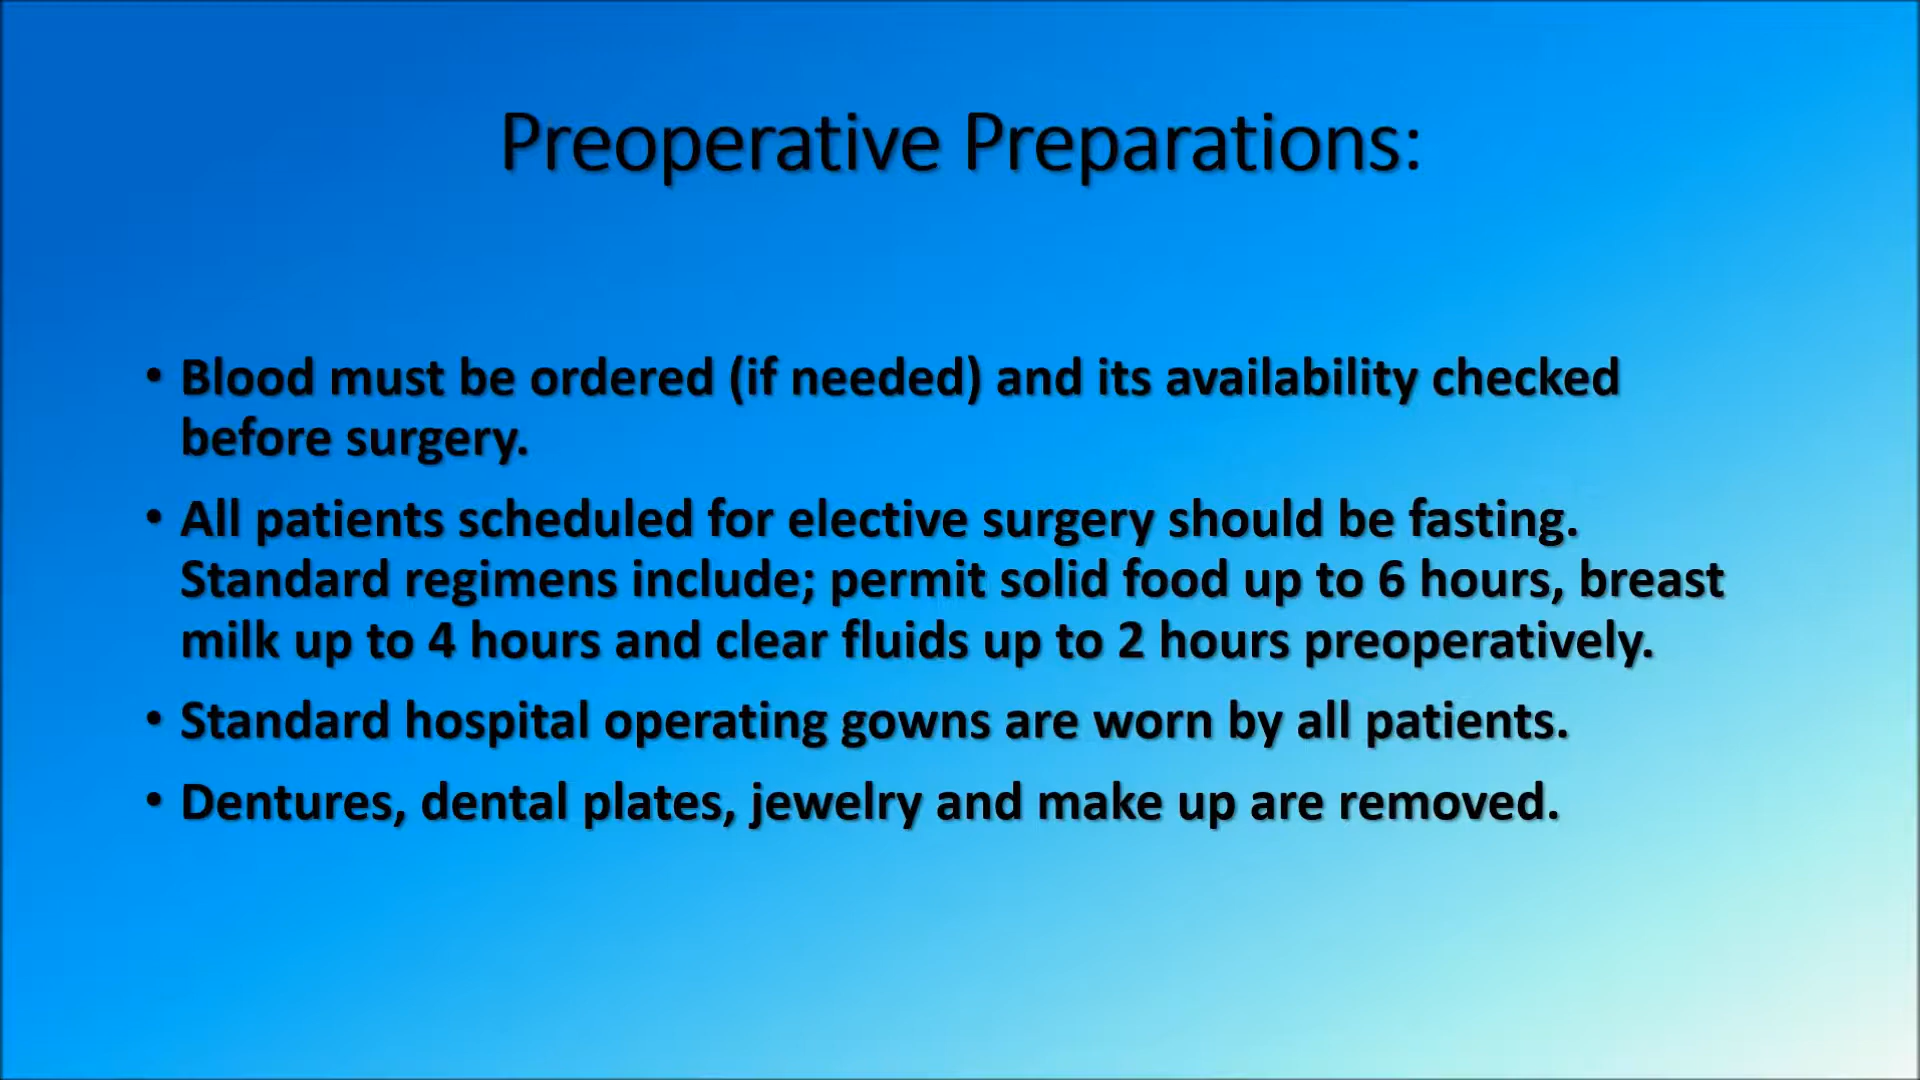 Preoperative Preparations:
• Blood must be ordered (if needed) and its availability checked
before surgery.
• All patients scheduled for elective surgery should be fasting.
Standard regimens include; permit solid food up to 6 hours, breast
milk up to 4 hours and clear fluids up to 2 hours preoperatively.
• Standard hospital operating gowns are worn by all patients.
• Dentures, dental plates, jewelry and make up are removed.